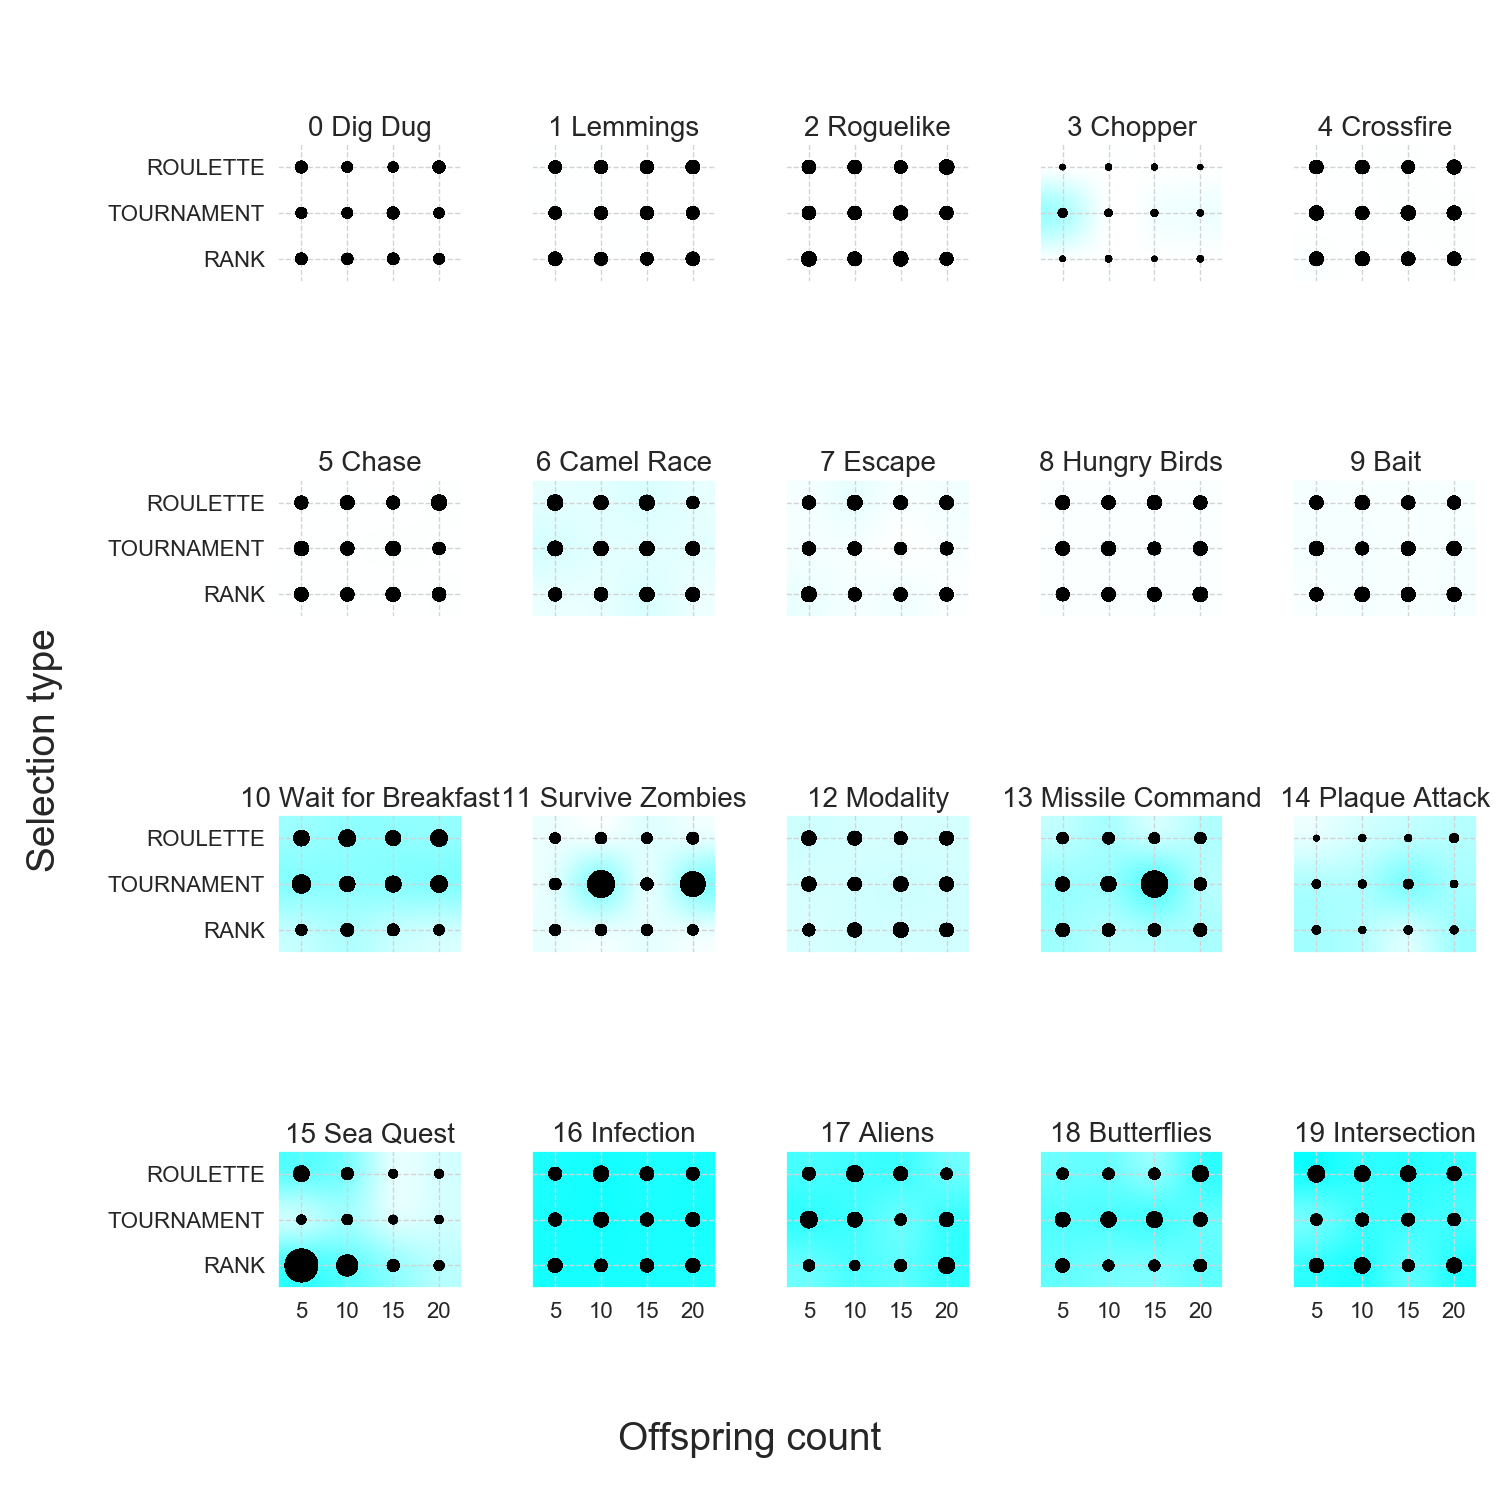 0 Dig Dug
1 Lemmings
2 Roguelike
3 Chopper
4 Crossfire
ROULETTE
TOURNAMENT
RANK
5 Chase
6 Camel Race
7 Escape
8 Hungry Birds
9 Bait
ROULETTE
TOURNAMENT
RANK
Selection type
10 Wait for Breakfast
11 Survive Zombies
12 Modality
13 Missile Command
14 Plaque Attack
ROULETTE
TOURNAMENT
RANK
15 Sea Quest
16 Infection
17 Aliens
18 Butterflies
19 Intersection
ROULETTE
TOURNAMENT
RANK
5 10 15 20
5 10 15 20
5 10 15 20
5 10 15 20
5 10 15 20
Offspring count